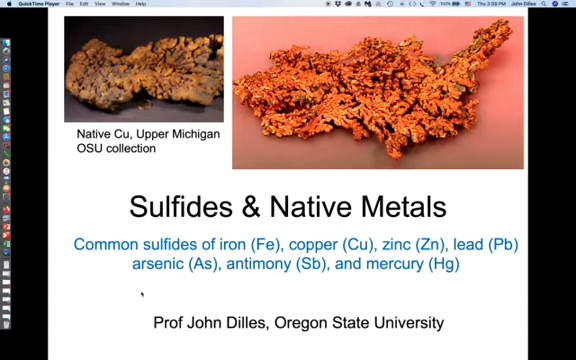 QuickTime Player File Edit View Window Help
100% Thu 3:59 PM John Dilles
Native Cu, Upper Michigan
OSU collection
Sulfides & Native Metals
Common sulfides of iron (Fe), copper (Cu), zinc (Zn), lead (Pb)
arsenic (As), antimony (Sb), and mercury (Hg)
Prof John Dilles, Oregon State University